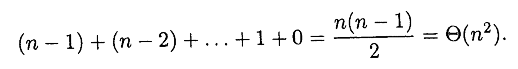 (n − 1) + (n − 2) + . . . + 1 + 0 = n(n − 1)/2 = Θ(n²).